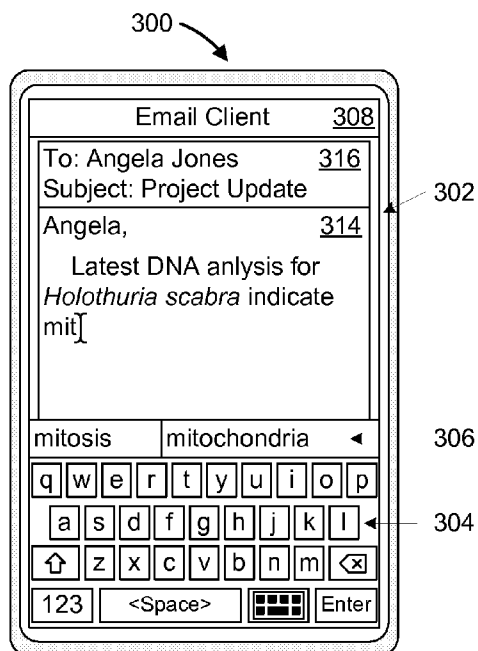 300
Email Client 308
To: Angela Jones 316
Subject: Project Update
302
Angela, 314
Latest DNA anlysis for
Holothuria scabra indicate
mit
mitosis mitochondria 306
q w e r t y u i o p
a s d f g h j k l 304
z x c v b n m
123 <Space> Enter